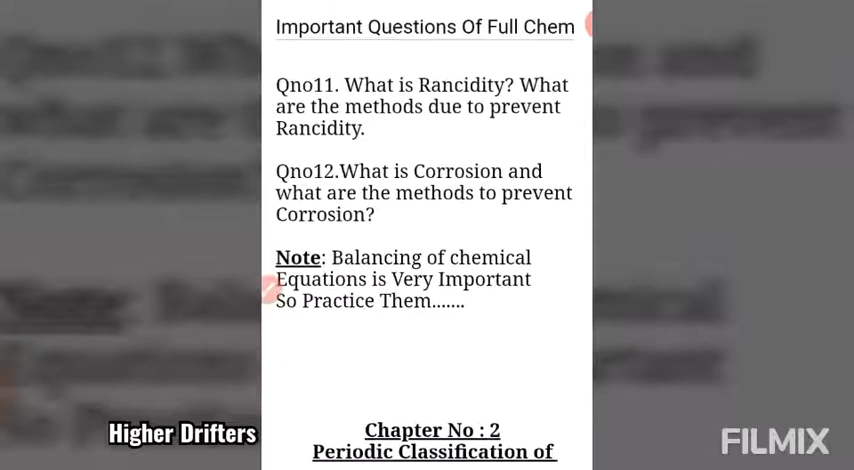 Important Questions Of Full Chem
Qno11. What is Rancidity? What
are the methods due to prevent
Rancidity.
Qno12.What is Corrosion and
what are the methods to prevent
Corrosion?
Note: Balancing of chemical
Equations is Very Important
So Practice Them.......
Chapter No : 2
Periodic Classification of
Higher Drifters
FILMIX